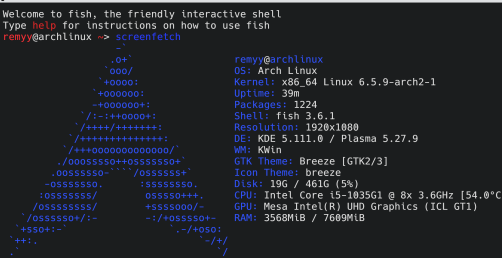 Welcome to fish, the friendly interactive shell
Type help for instructions on how to use fish
remyy@archlinux ~> screenfetch
remyy@archlinux
OS: Arch Linux
Kernel: x86_64 Linux 6.5.9-arch2-1
Uptime: 39m
Packages: 1224
Shell: fish 3.6.1
Resolution: 1920x1080
DE: KDE 5.111.0 / Plasma 5.27.9
WM: KWin
GTK Theme: Breeze [GTK2/3]
Icon Theme: breeze
Disk: 19G / 461G (5%)
CPU: Intel Core i5-1035G1 @ 8x 3.6GHz [54.0°C
GPU: Mesa Intel(R) UHD Graphics (ICL GT1)
RAM: 3568MiB / 7609MiB